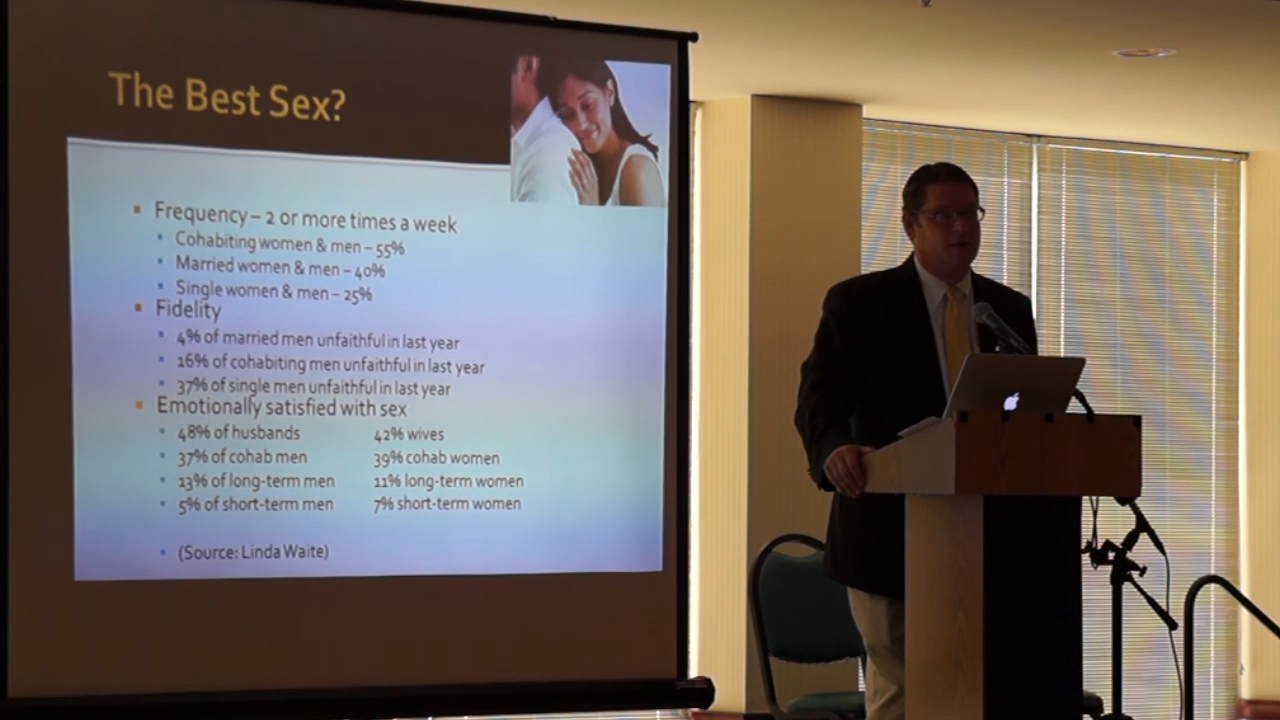 The Best Sex?
Frequency – 2 or more times a week
Cohabiting women & men – 55%
Married women & men – 40%
Single women & men – 25%
Fidelity
4% of married men unfaithful in last year
16% of cohabiting men unfaithful in last year
37% of single men unfaithful in last year
Emotionally satisfied with sex
48% of husbands 42% wives
37% of cohab men 39% cohab women
13% of long-term men 11% long-term women
5% of short-term men 7% short-term women
(Source: Linda Waite)